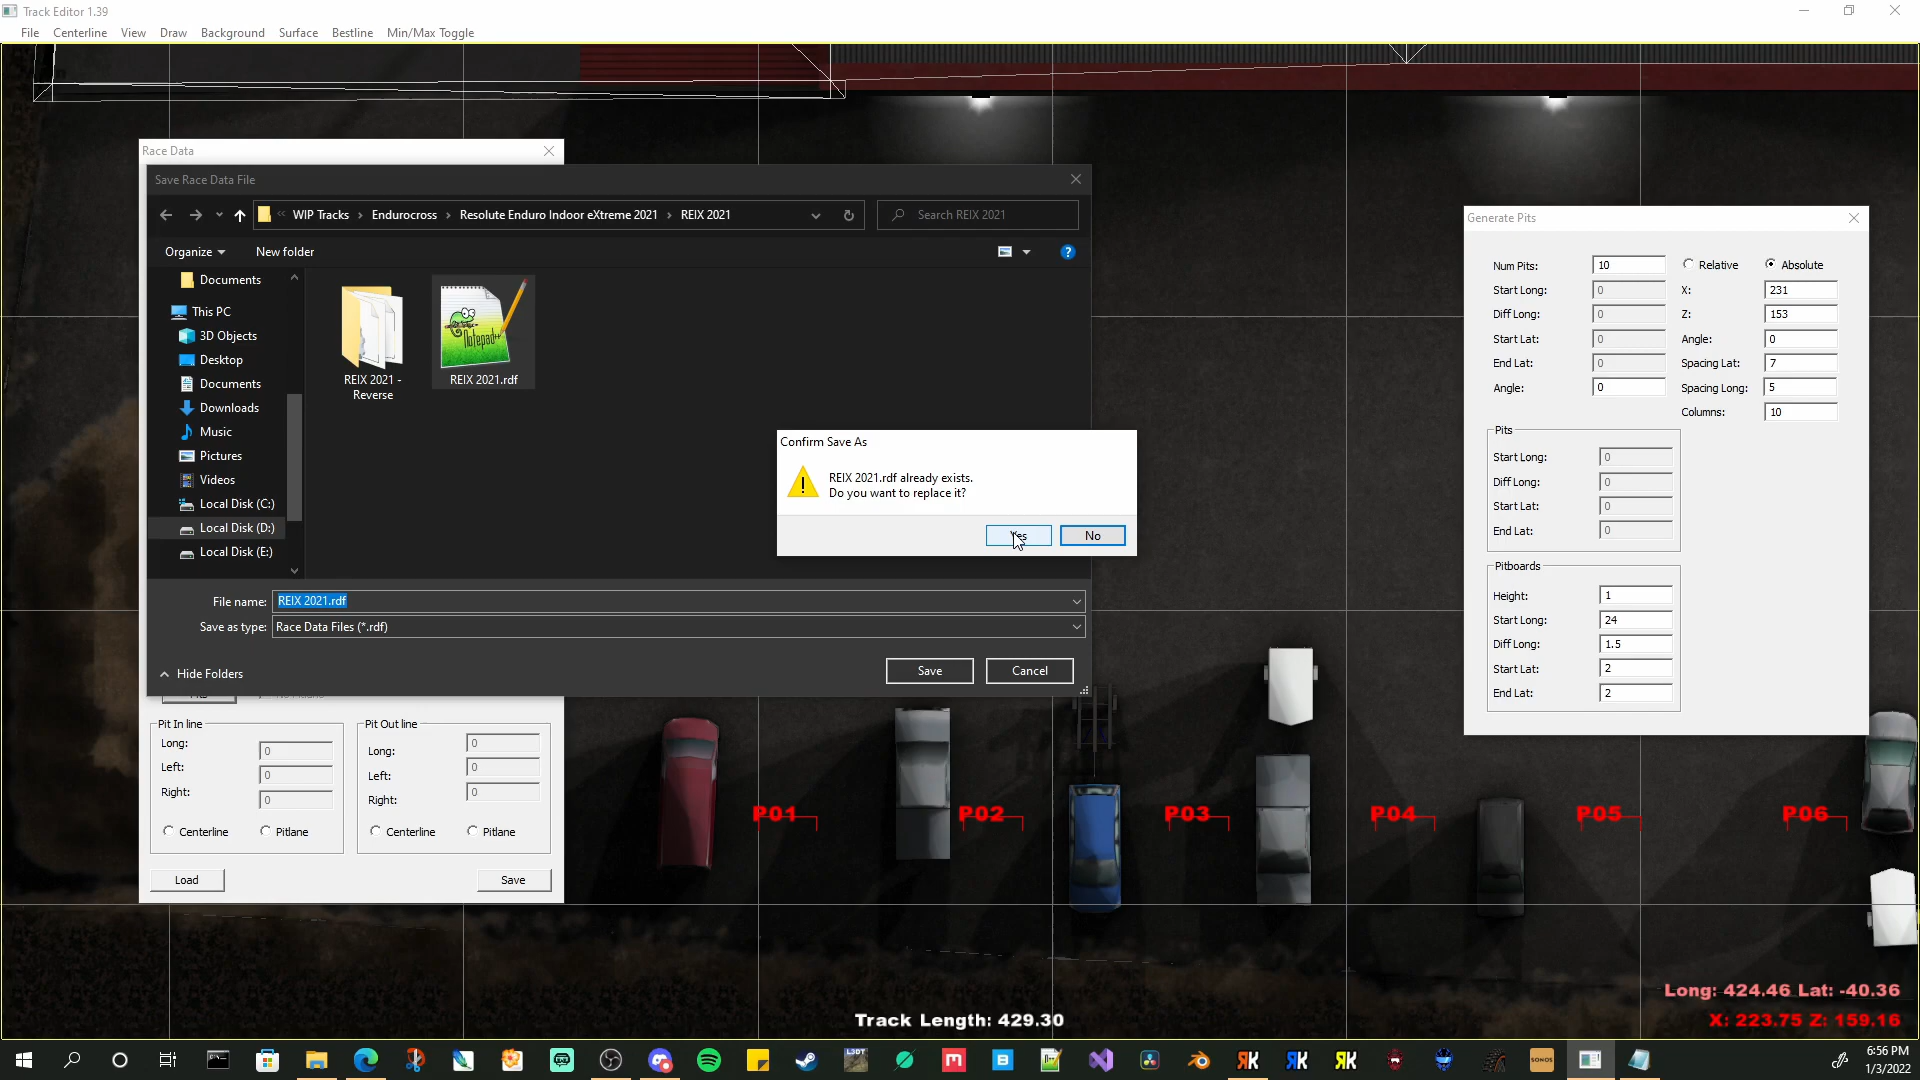 Track Editor 1.39
File Centerline View Draw Background Surface Bestline Min/Max Toggle
Race Data
Save Race Data File
« WIP Tracks › Endurocross › Resolute Enduro Indoor eXtreme 2021 › REIX 2021
Search REIX 2021
Organize
New folder
Documents
This PC
3D Objects
Desktop
Documents
Downloads
Music
Pictures
Videos
Local Disk (C:)
Local Disk (D:)
Local Disk (E:)
REIX 2021 -
Reverse
Notepad++
REIX 2021.rdf
Confirm Save As
REIX 2021.rdf already exists.
Do you want to replace it?
Yes
No
File name: REIX 2021.rdf
Save as type: Race Data Files (*.rdf)
Hide Folders
Save
Cancel
Pit In line
Long: 0
Left: 0
Right: 0
Centerline Pitlane
Pit Out line
Long: 0
Left: 0
Right: 0
Centerline Pitlane
Load
Save
Generate Pits
Num Pits: 10 Relative Absolute
Start Long: 0 X: 231
Diff Long: 0 Z: 153
Start Lat: 0 Angle: 0
End Lat: 0 Spacing Lat: 7
Angle: 0 Spacing Long: 5
Columns: 10
Pits
Start Long: 0
Diff Long: 0
Start Lat: 0
End Lat: 0
Pitboards
Height: 1
Start Long: 24
Diff Long: 1.5
Start Lat: 2
End Lat: 2
P01 P02 P03 P04 P05 P06
Long: 424.46 Lat: -40.36
Track Length: 429.30
X: 223.75 Z: 159.16
L3DT
SONOS
6:56 PM
1/3/2022